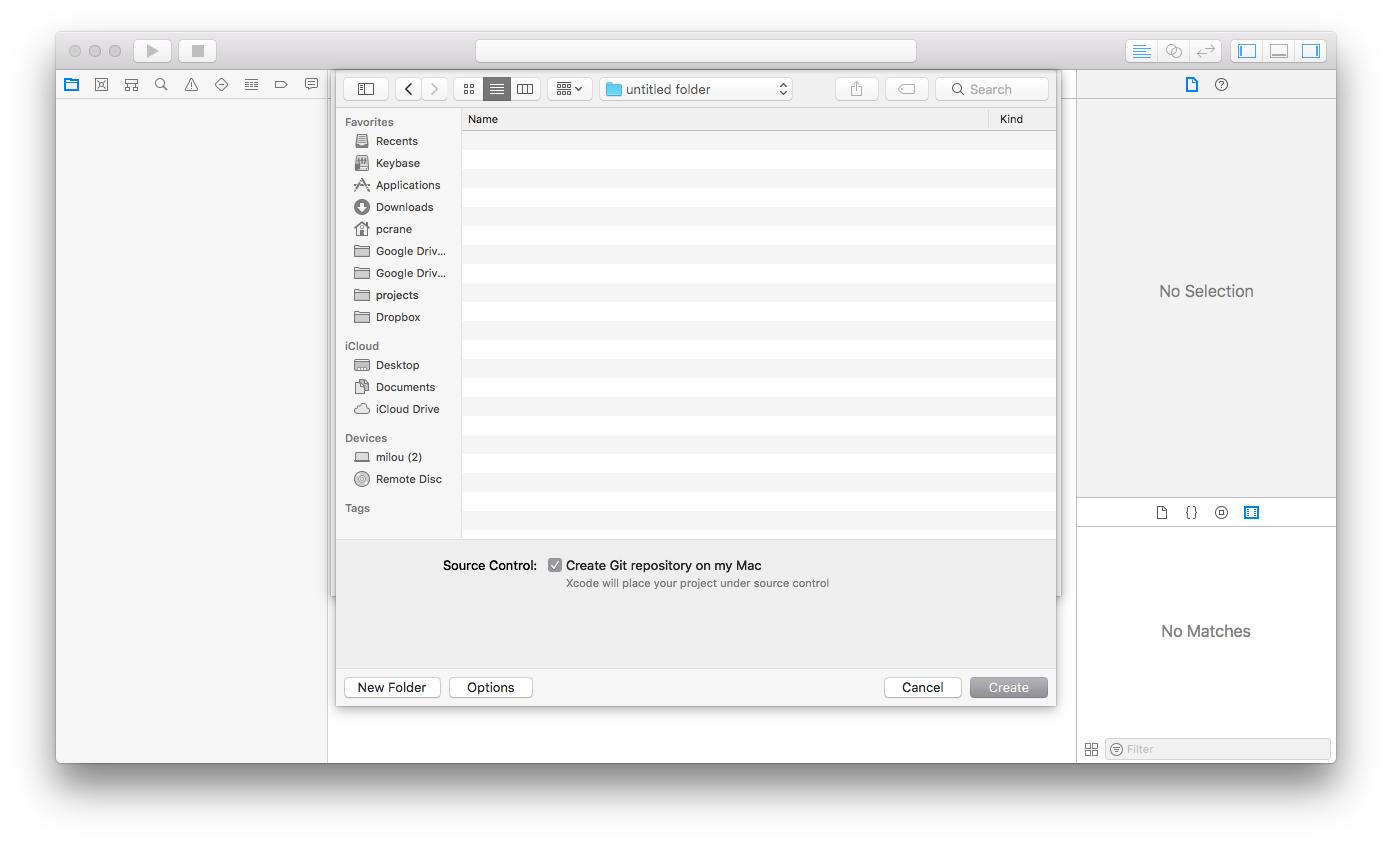 untitled folder
Search
Favorites
Recents
Keybase
Applications
Downloads
pcrane
Google Driv...
Google Driv...
projects
Dropbox
iCloud
Desktop
Documents
iCloud Drive
Devices
milou (2)
Remote Disc
Tags
Name Kind
Source Control: Create Git repository on my Mac
Xcode will place your project under source control
New Folder Options Cancel Create
No Selection
No Matches
Filter